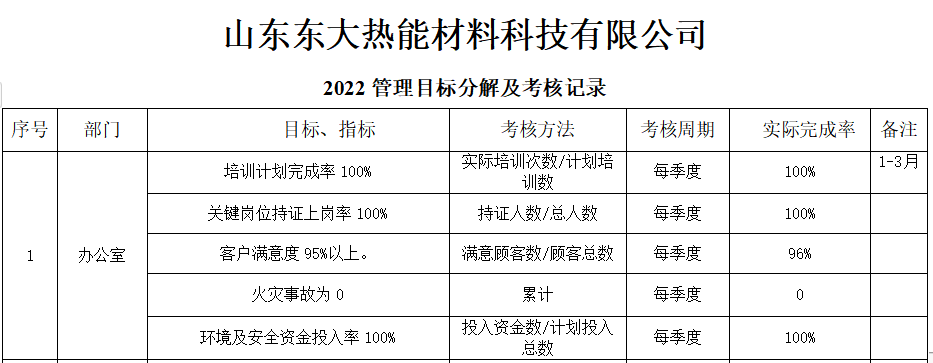 山东东大热能材料科技有限公司
2022 管理目标分解及考核记录
序号 部门 目标、指标 考核方法 考核周期 实际完成率 备注
1 办公室 培训计划完成率 100% 实际培训次数/计划培训数 每季度 100% 1-3月
关键岗位持证上岗率 100% 持证人数/总人数 每季度 100%
客户满意度 95%以上。 满意顾客数/顾客总数 每季度 96%
火灾事故为 0 累计 每季度 0
环境及安全资金投入率 100% 投入资金数/计划投入总数 每季度 100%